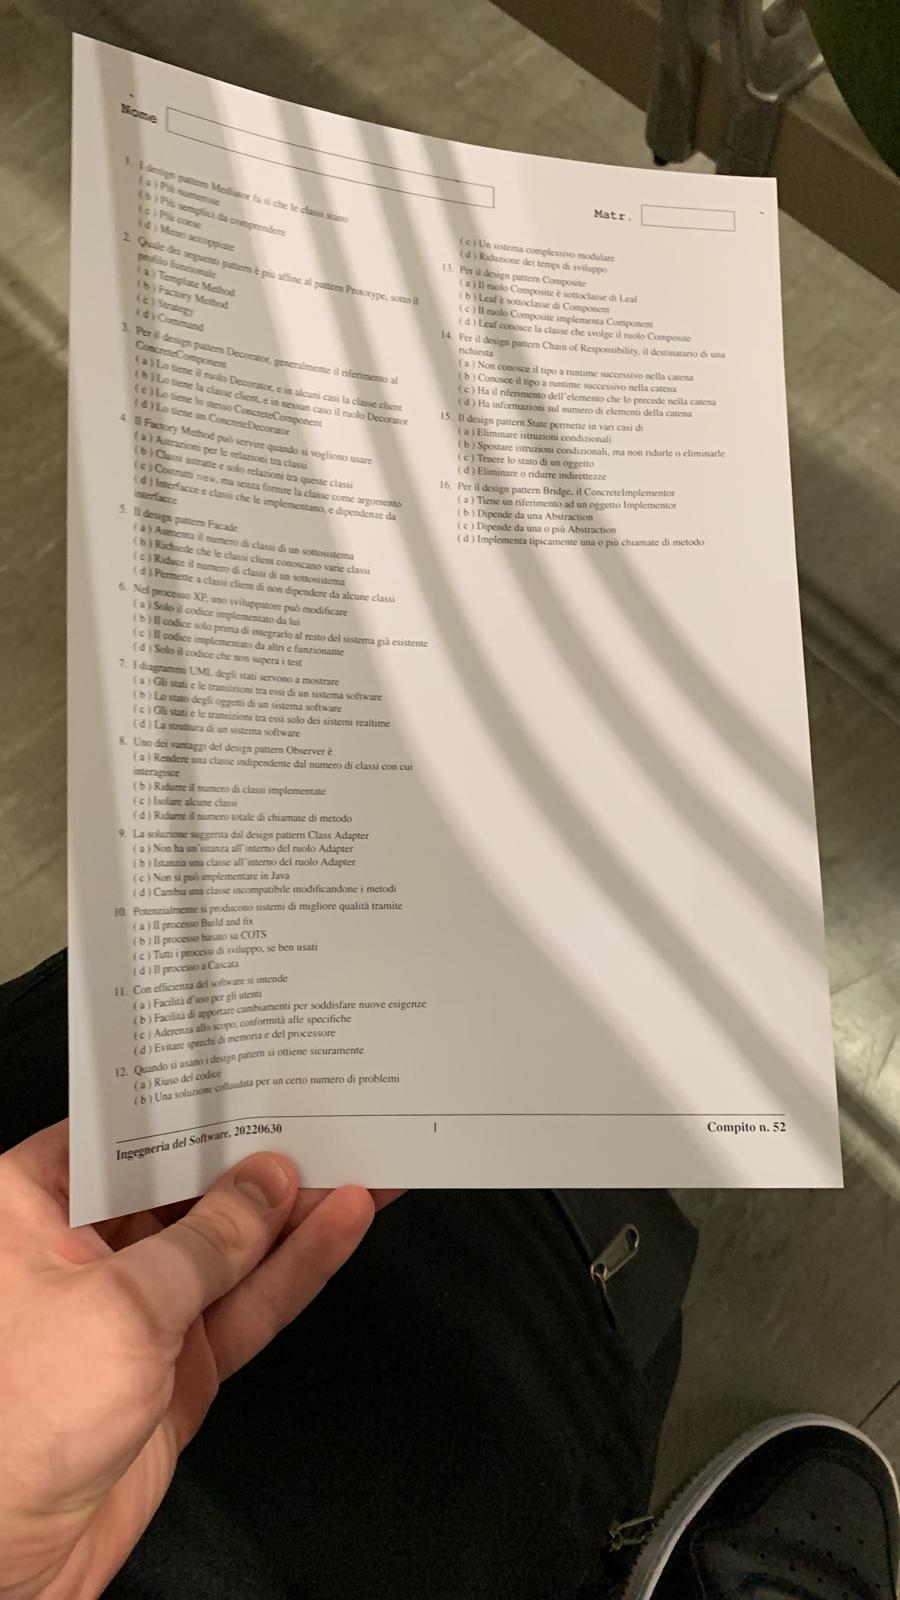 Nome
Matr.
1. I design pattern Mediator fa sì che le classi siano
( a ) Più numerose
( b ) Più semplici da comprendere
( c ) Più coese
( d ) Meno accoppiate
2. Quale dei seguenti pattern è più affine al pattern Prototype, sotto il
profilo funzionale
( a ) Template Method
( b ) Factory Method
( c ) Strategy
( d ) Command
3. Per il design pattern Decorator, generalmente il riferimento al
ConcreteComponent
( a ) Lo tiene il ruolo Decorator, e in alcuni casi la classe client
( b ) Lo tiene la classe client, e in nessun caso il ruolo Decorator
( c ) Lo tiene lo stesso ConcreteComponent
( d ) Lo tiene un ConcreteDecorator
4. Il Factory Method può servire quando si vogliono usare
( a ) Astrazioni per le relazioni tra classi
( b ) Classi astratte e solo relazioni tra queste classi
( c ) Costrutti new, ma senza fornire la classe come argomento
( d ) Interfacce e classi che le implementano, e dipendenze da
interfacce
5. Il design pattern Facade
( a ) Aumenta il numero di classi di un sottosistema
( b ) Richiede che le classi client conoscano varie classi
( c ) Riduce il numero di classi di un sottosistema
( d ) Permette a classi client di non dipendere da alcune classi
6. Nel processo XP, uno sviluppatore può modificare
( a ) Solo il codice implementato da lui
( b ) Il codice solo prima di integrarlo al resto del sistema già esistente
( c ) Il codice implementato da altri e funzionante
( d ) Solo il codice che non supera i test
7. I diagrammi UML degli stati servono a mostrare
( a ) Gli stati e le transizioni tra essi di un sistema software
( b ) Lo stato degli oggetti di un sistema software
( c ) Gli stati e le transizioni tra essi solo dei sistemi realtime
( d ) La struttura di un sistema software
8. Uno dei vantaggi del design pattern Observer è
( a ) Rendere una classe indipendente dal numero di classi con cui
interagisce
( b ) Ridurre il numero di classi implementate
( c ) Isolare alcune classi
( d ) Ridurre il numero totale di chiamate di metodo
9. La soluzione suggerita dal design pattern Class Adapter
( a ) Non ha un'istanza all'interno del ruolo Adapter
( b ) Istanzia una classe all'interno del ruolo Adapter
( c ) Non si può implementare in Java
( d ) Cambia una classe incompatibile modificandone i metodi
10. Potenzialmente si producono sistemi di migliore qualità tramite
( a ) Il processo Build and fix
( b ) Il processo basato su COTS
( c ) Tutti i processi di sviluppo, se ben usati
( d ) Il processo a Cascata
11. Con efficienza del software si intende
( a ) Facilità d'uso per gli utenti
( b ) Facilità di apportare cambiamenti per soddisfare nuove esigenze
( c ) Aderenza allo scopo, conformità alle specifiche
( d ) Evitare sprechi di memoria e del processore
12. Quando si usano i design pattern si ottiene sicuramente
( a ) Riuso del codice
( b ) Una soluzione collaudata per un certo numero di problemi
( c ) Un sistema complessivo modulare
( d ) Riduzione dei tempi di sviluppo
13. Per il design pattern Composite
( a ) Il ruolo Composite è sottoclasse di Leaf
( b ) Leaf è sottoclasse di Component
( c ) Il ruolo Composite implementa Component
( d ) Leaf conosce la classe che svolge il ruolo Composite
14. Per il design pattern Chain of Responsibility, il destinatario di una
richiesta
( a ) Non conosce il tipo a runtime successivo nella catena
( b ) Conosce il tipo a runtime successivo nella catena
( c ) Ha il riferimento dell'elemento che lo precede nella catena
( d ) Ha informazioni sul numero di elementi della catena
15. Il design pattern State permette in vari casi di
( a ) Eliminare istruzioni condizionali
( b ) Spostare istruzioni condizionali, ma non ridurle o eliminarle
( c ) Tenere lo stato di un oggetto
( d ) Eliminare o ridurre indirettezze
16. Per il design pattern Bridge, il ConcreteImplementor
( a ) Tiene un riferimento ad un oggetto Implementor
( b ) Dipende da una Abstraction
( c ) Dipende da una o più Abstraction
( d ) Implementa tipicamente una o più chiamate di metodo
Ingegneria del Software, 20220630
1
Compito n. 52